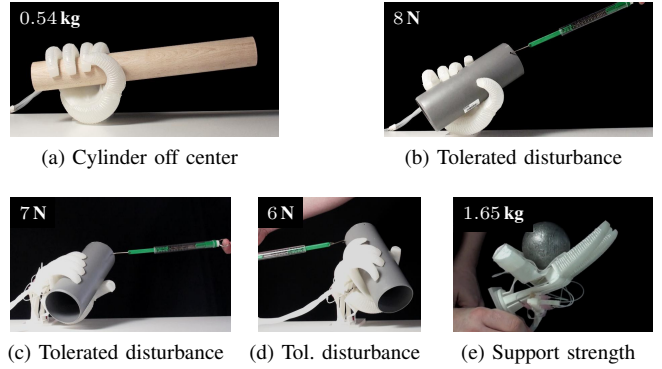 0.54 kg
8 N
(a) Cylinder off center
(b) Tolerated disturbance
7 N
6 N
1.65 kg
(c) Tolerated disturbance
(d) Tol. disturbance
(e) Support strength